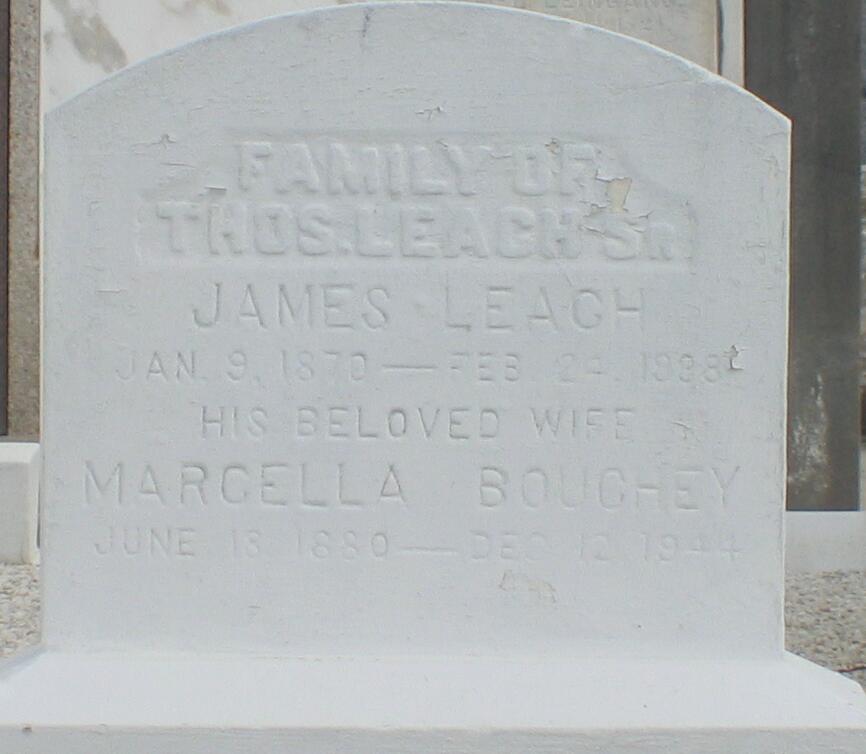 FAMILY OF
THOS. LEACH SR
JAMES LEACH
JAN. 9, 1870 — FEB. 24, 1938
HIS BELOVED WIFE
MARCELLA BOUCHEY
JUNE 18 1880 — DEC 12 1944